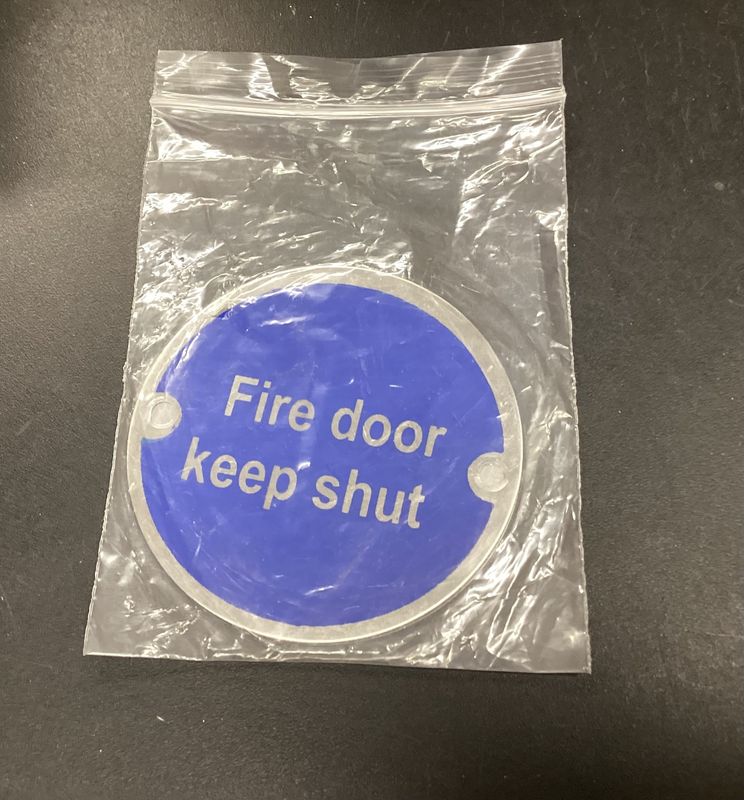 Fire door
keep shut